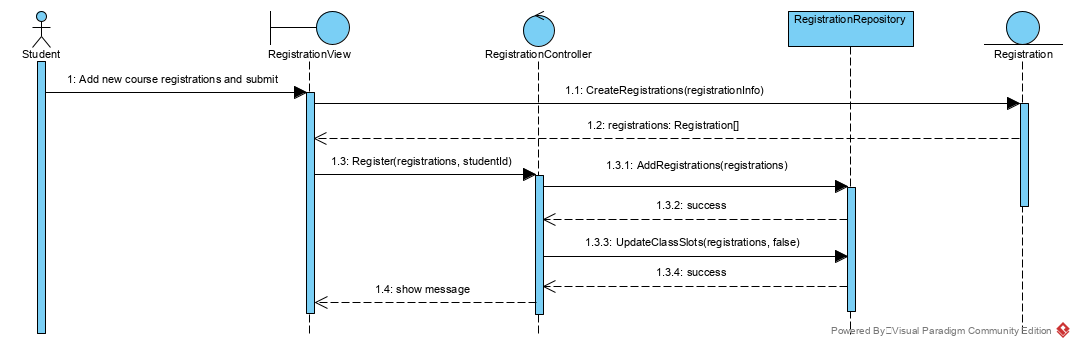 RegistrationRepository
Student
RegistrationView
RegistrationController
Registration
1: Add new course registrations and submit
1.1: CreateRegistrations(registrationInfo)
1.2: registrations: Registration[]
1.3: Register(registrations, studentId)
1.3.1: AddRegistrations(registrations)
1.3.2: success
1.3.3: UpdateClassSlots(registrations, false)
1.3.4: success
1.4: show message
Powered By Visual Paradigm Community Edition